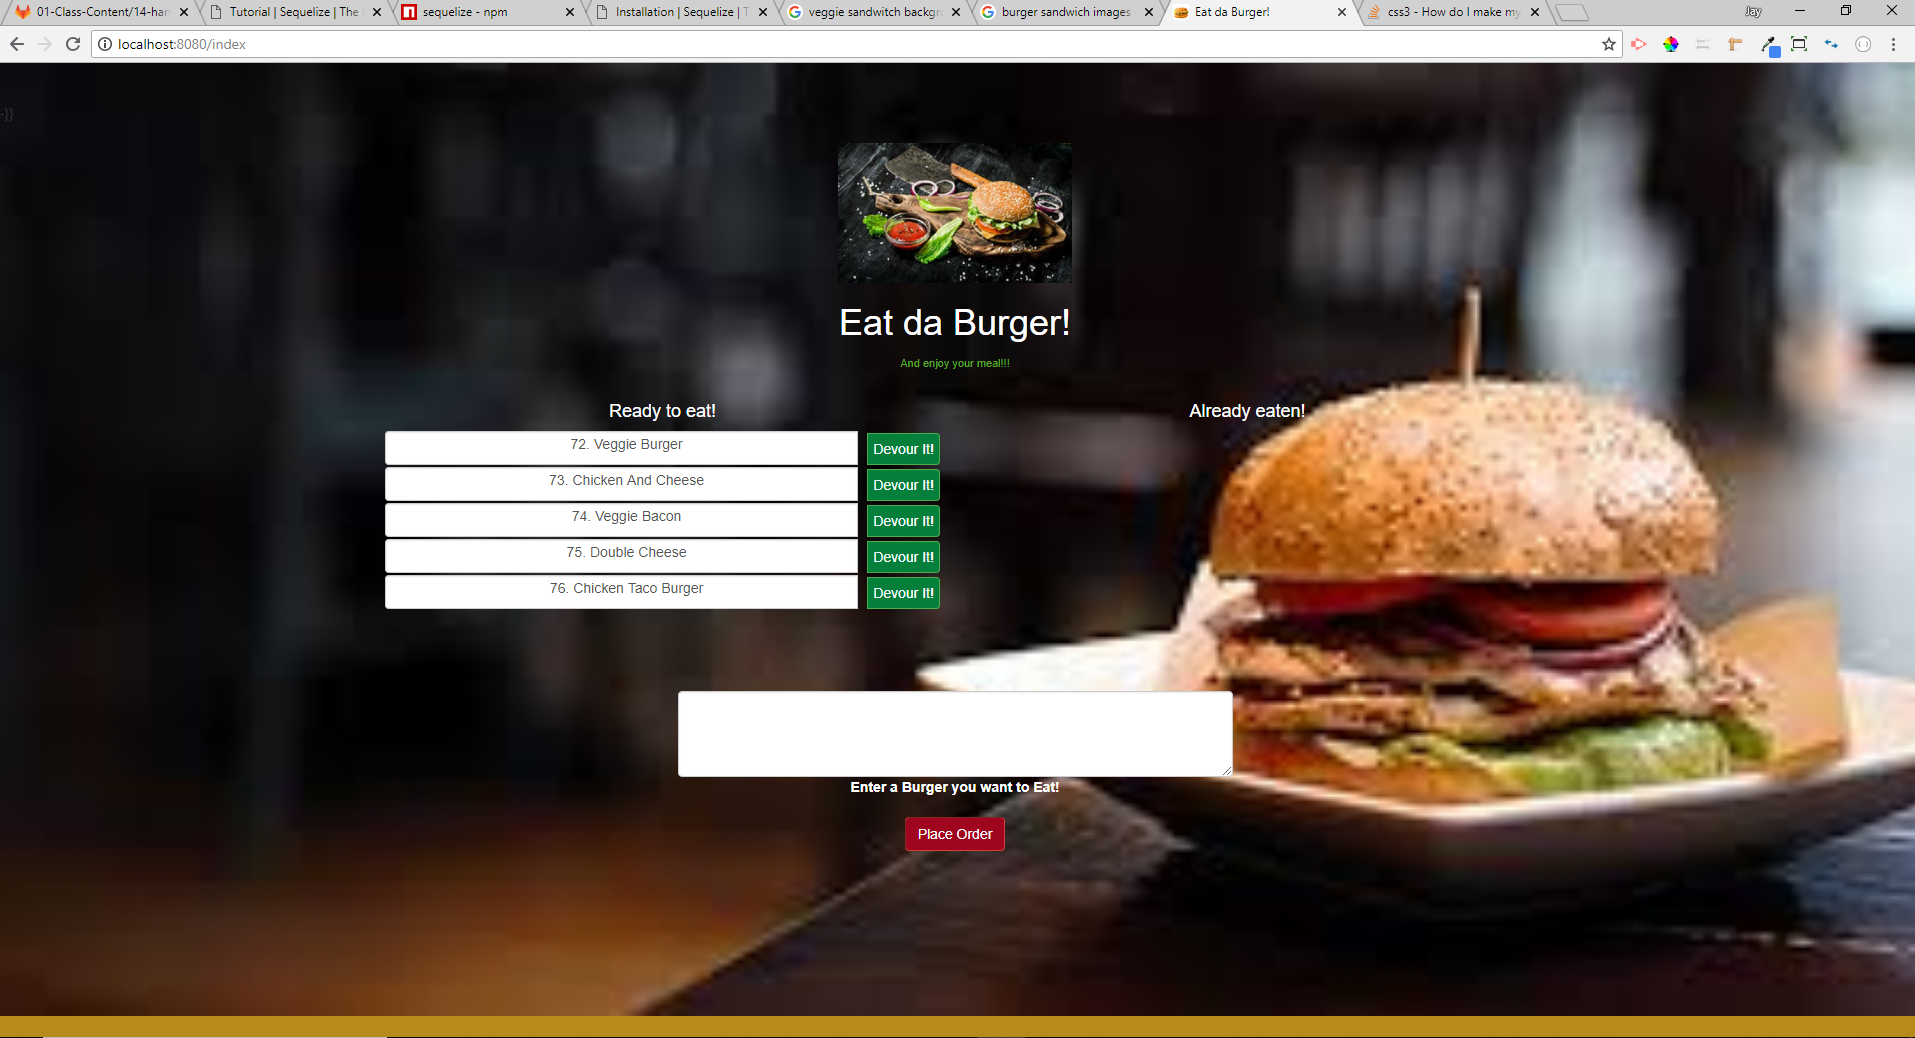 01-Class-Content/14-han
Tutorial | Sequelize | The
sequelize - npm
Installation | Sequelize | T
veggie sandwitch backgr
burger sandwich images
Eat da Burger!
css3 - How do I make my
Jay
localhost:8080/index
-}}
Eat da Burger!
And enjoy your meal!!!
Ready to eat!
Already eaten!
72. Veggie Burger
Devour It!
73. Chicken And Cheese
Devour It!
74. Veggie Bacon
Devour It!
75. Double Cheese
Devour It!
76. Chicken Taco Burger
Devour It!
Enter a Burger you want to Eat!
Place Order